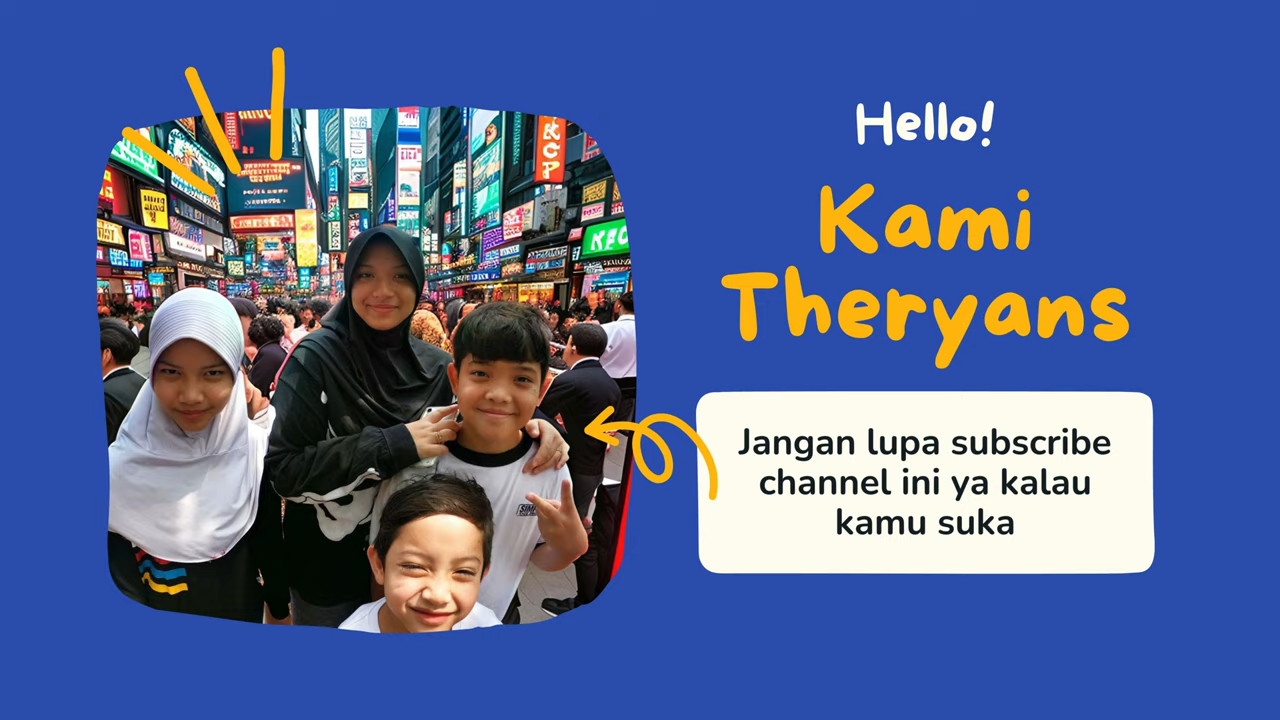 Hello!
Kami
Theryans
Jangan lupa subscribe
channel ini ya kalau
kamu suka